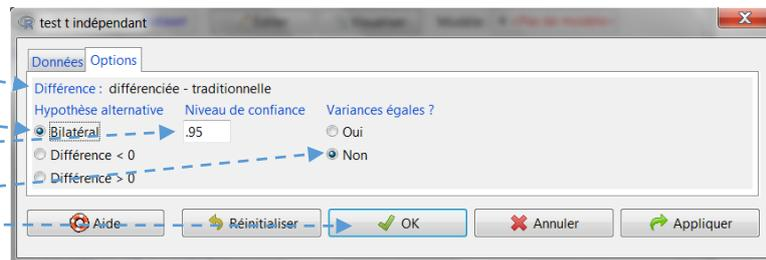 test t indépendant
Données Options
Différence : différenciée - traditionnelle
Hypothèse alternative Niveau de confiance Variances égales ?
Bilatéral .95 Oui
Différence < 0 Non
Différence > 0
Aide Réinitialiser OK Annuler Appliquer